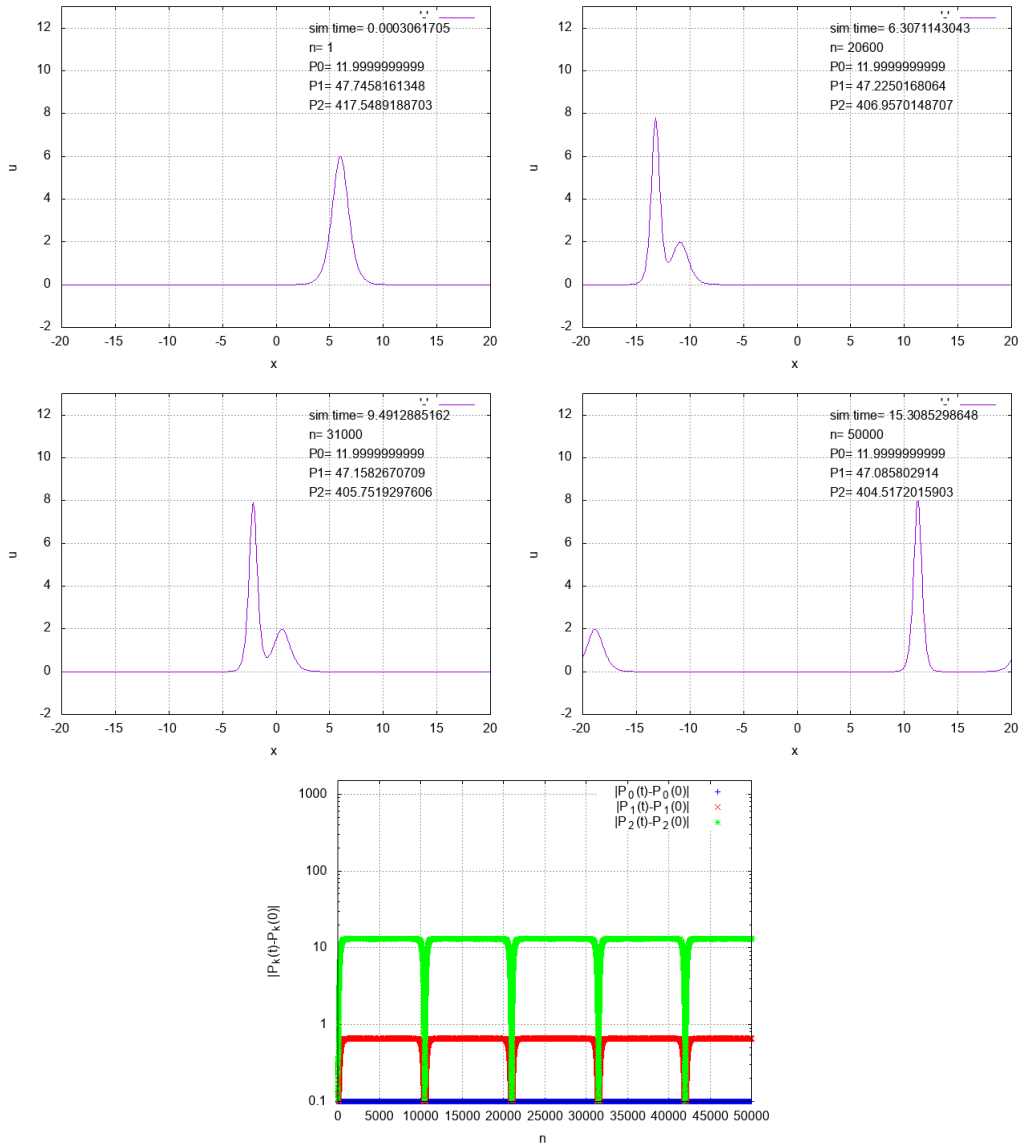 '-'
sim time= 0.0003061705
n= 1
P0= 11.9999999999
P1= 47.7458161348
P2= 417.5489188703
12
10
8
6
4
2
0
-2
u
-20 -15 -10 -5 0 5 10 15 20
x
'-'
sim time= 6.3071143043
n= 20600
P0= 11.9999999999
P1= 47.2250168064
P2= 406.9570148707
12
10
8
6
4
2
0
-2
u
-20 -15 -10 -5 0 5 10 15 20
x
'-'
sim time= 9.4912885162
n= 31000
P0= 11.9999999999
P1= 47.1582670709
P2= 405.7519297606
12
10
8
6
4
2
0
-2
u
-20 -15 -10 -5 0 5 10 15 20
x
'-'
sim time= 15.3085298648
n= 50000
P0= 11.9999999999
P1= 47.085802914
P2= 404.5172015903
12
10
8
6
4
2
0
-2
u
-20 -15 -10 -5 0 5 10 15 20
x
|P0(t)-P0(0)|
|P1(t)-P1(0)|
|P2(t)-P2(0)|
1000
100
10
1
0.1
|Pk(t)-Pk(0)|
0 5000 10000 15000 20000 25000 30000 35000 40000 45000 50000
n